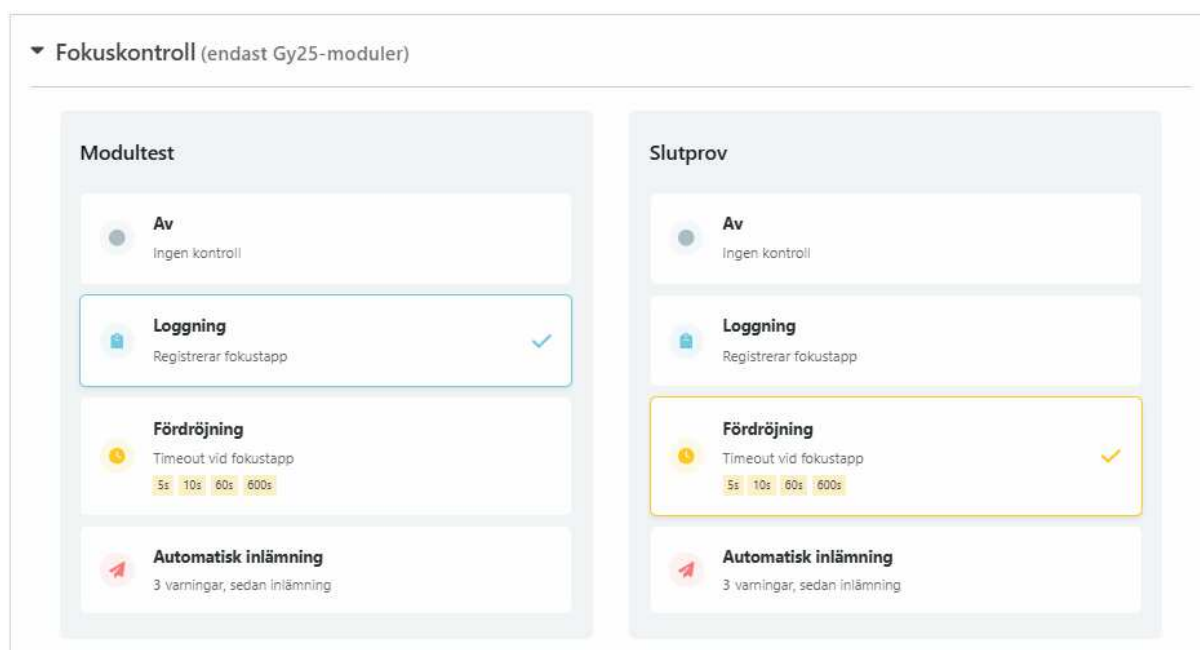 Fokuskontroll (endast Gy25-moduler)
Modultest
Av
Ingen kontroll
Loggning
Registrerar fokustapp
Fördröjning
Timeout vid fokustapp
5s 10s 60s 600s
Automatisk inlämning
3 varningar, sedan inlämning
Slutprov
Av
Ingen kontroll
Loggning
Registrerar fokustapp
Fördröjning
Timeout vid fokustapp
5s 10s 60s 600s
Automatisk inlämning
3 varningar, sedan inlämning